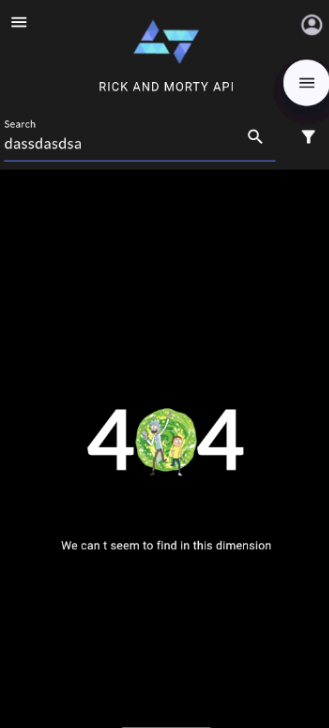 RICK AND MORTY API
Search
dassdasdsa
404
We can t seem to find in this dimension